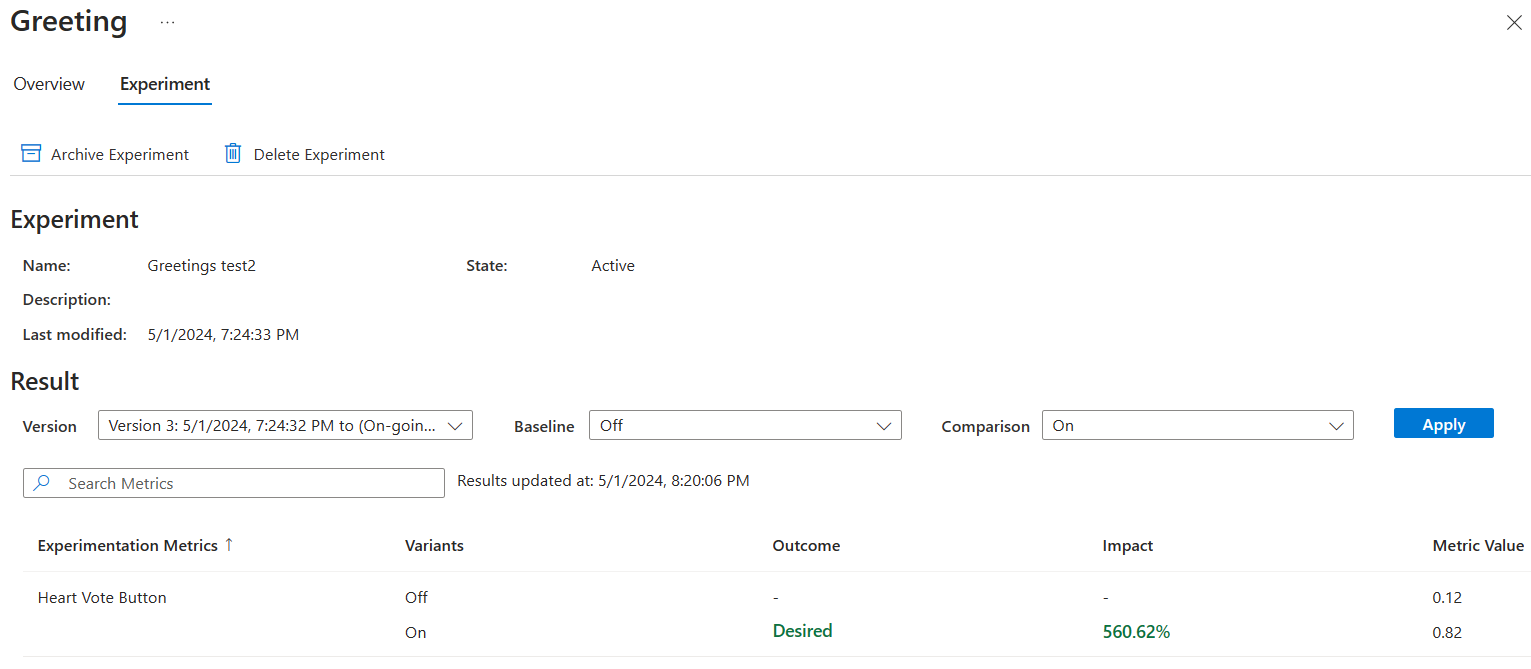 Greeting ...
Overview Experiment
Archive Experiment Delete Experiment
Experiment
Name: Greetings test2 State: Active
Description:
Last modified: 5/1/2024, 7:24:33 PM
Result
Version Version 3: 5/1/2024, 7:24:32 PM to (On-goin... Baseline Off Comparison On Apply
Search Metrics Results updated at: 5/1/2024, 8:20:06 PM
Experimentation Metrics ↑ Variants Outcome Impact Metric Value
Heart Vote Button Off - - 0.12
On Desired 560.62% 0.82